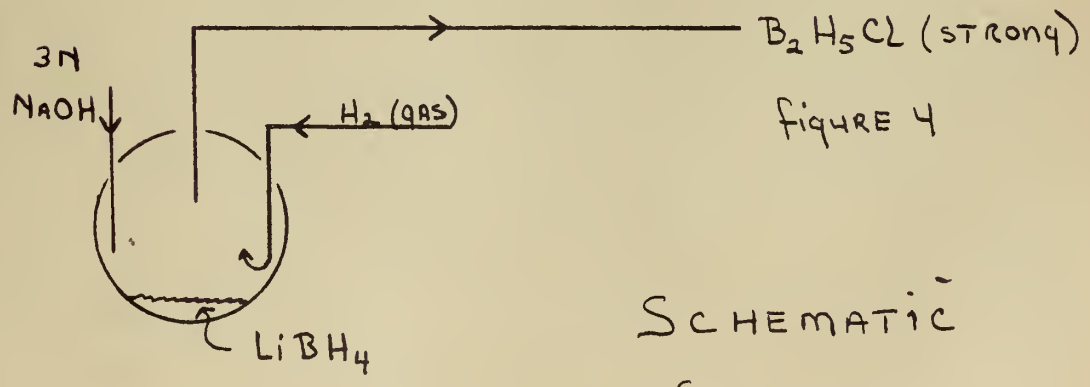 B₂H₅CL (STRONG)
3N
NAOH
H₂ (GAS)
FIGURE 4
SCHEMATIC
LiBH₄